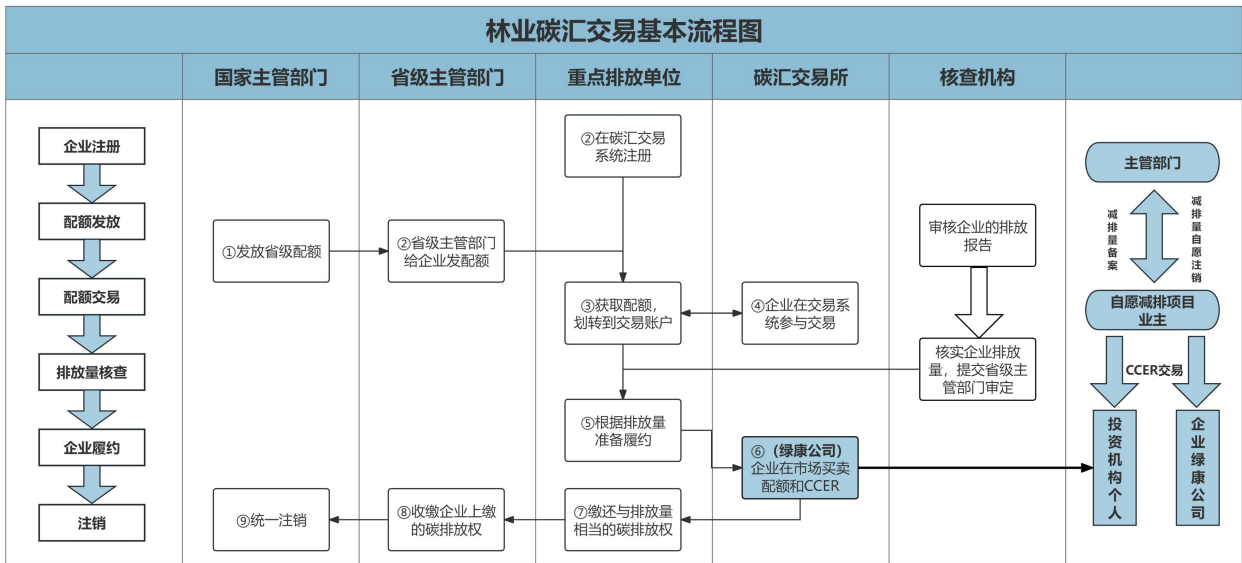 林业碳汇交易基本流程图
国家主管部门
省级主管部门
重点排放单位
碳汇交易所
核查机构
企业注册
配额发放
配额交易
排放量核查
企业履约
注销
①发放省级配额
②省级主管部门
给企业发配额
②在碳汇交易
系统注册
③获取配额，
划转到交易账户
④企业在交易系
统参与交易
审核企业的排放
报告
核实企业排放
量，提交省级主
管部门审定
⑤根据排放量
准备履约
⑥（绿康公司）
企业在市场买卖
配额和CCER
⑦缴还与排放量
相当的碳排放权
⑧收缴企业上缴
的碳排放权
⑨统一注销
主管部门
减排量备案
减排量自愿注销
自愿减排项目
业主
CCER交易
投资机构个人
企业绿康公司